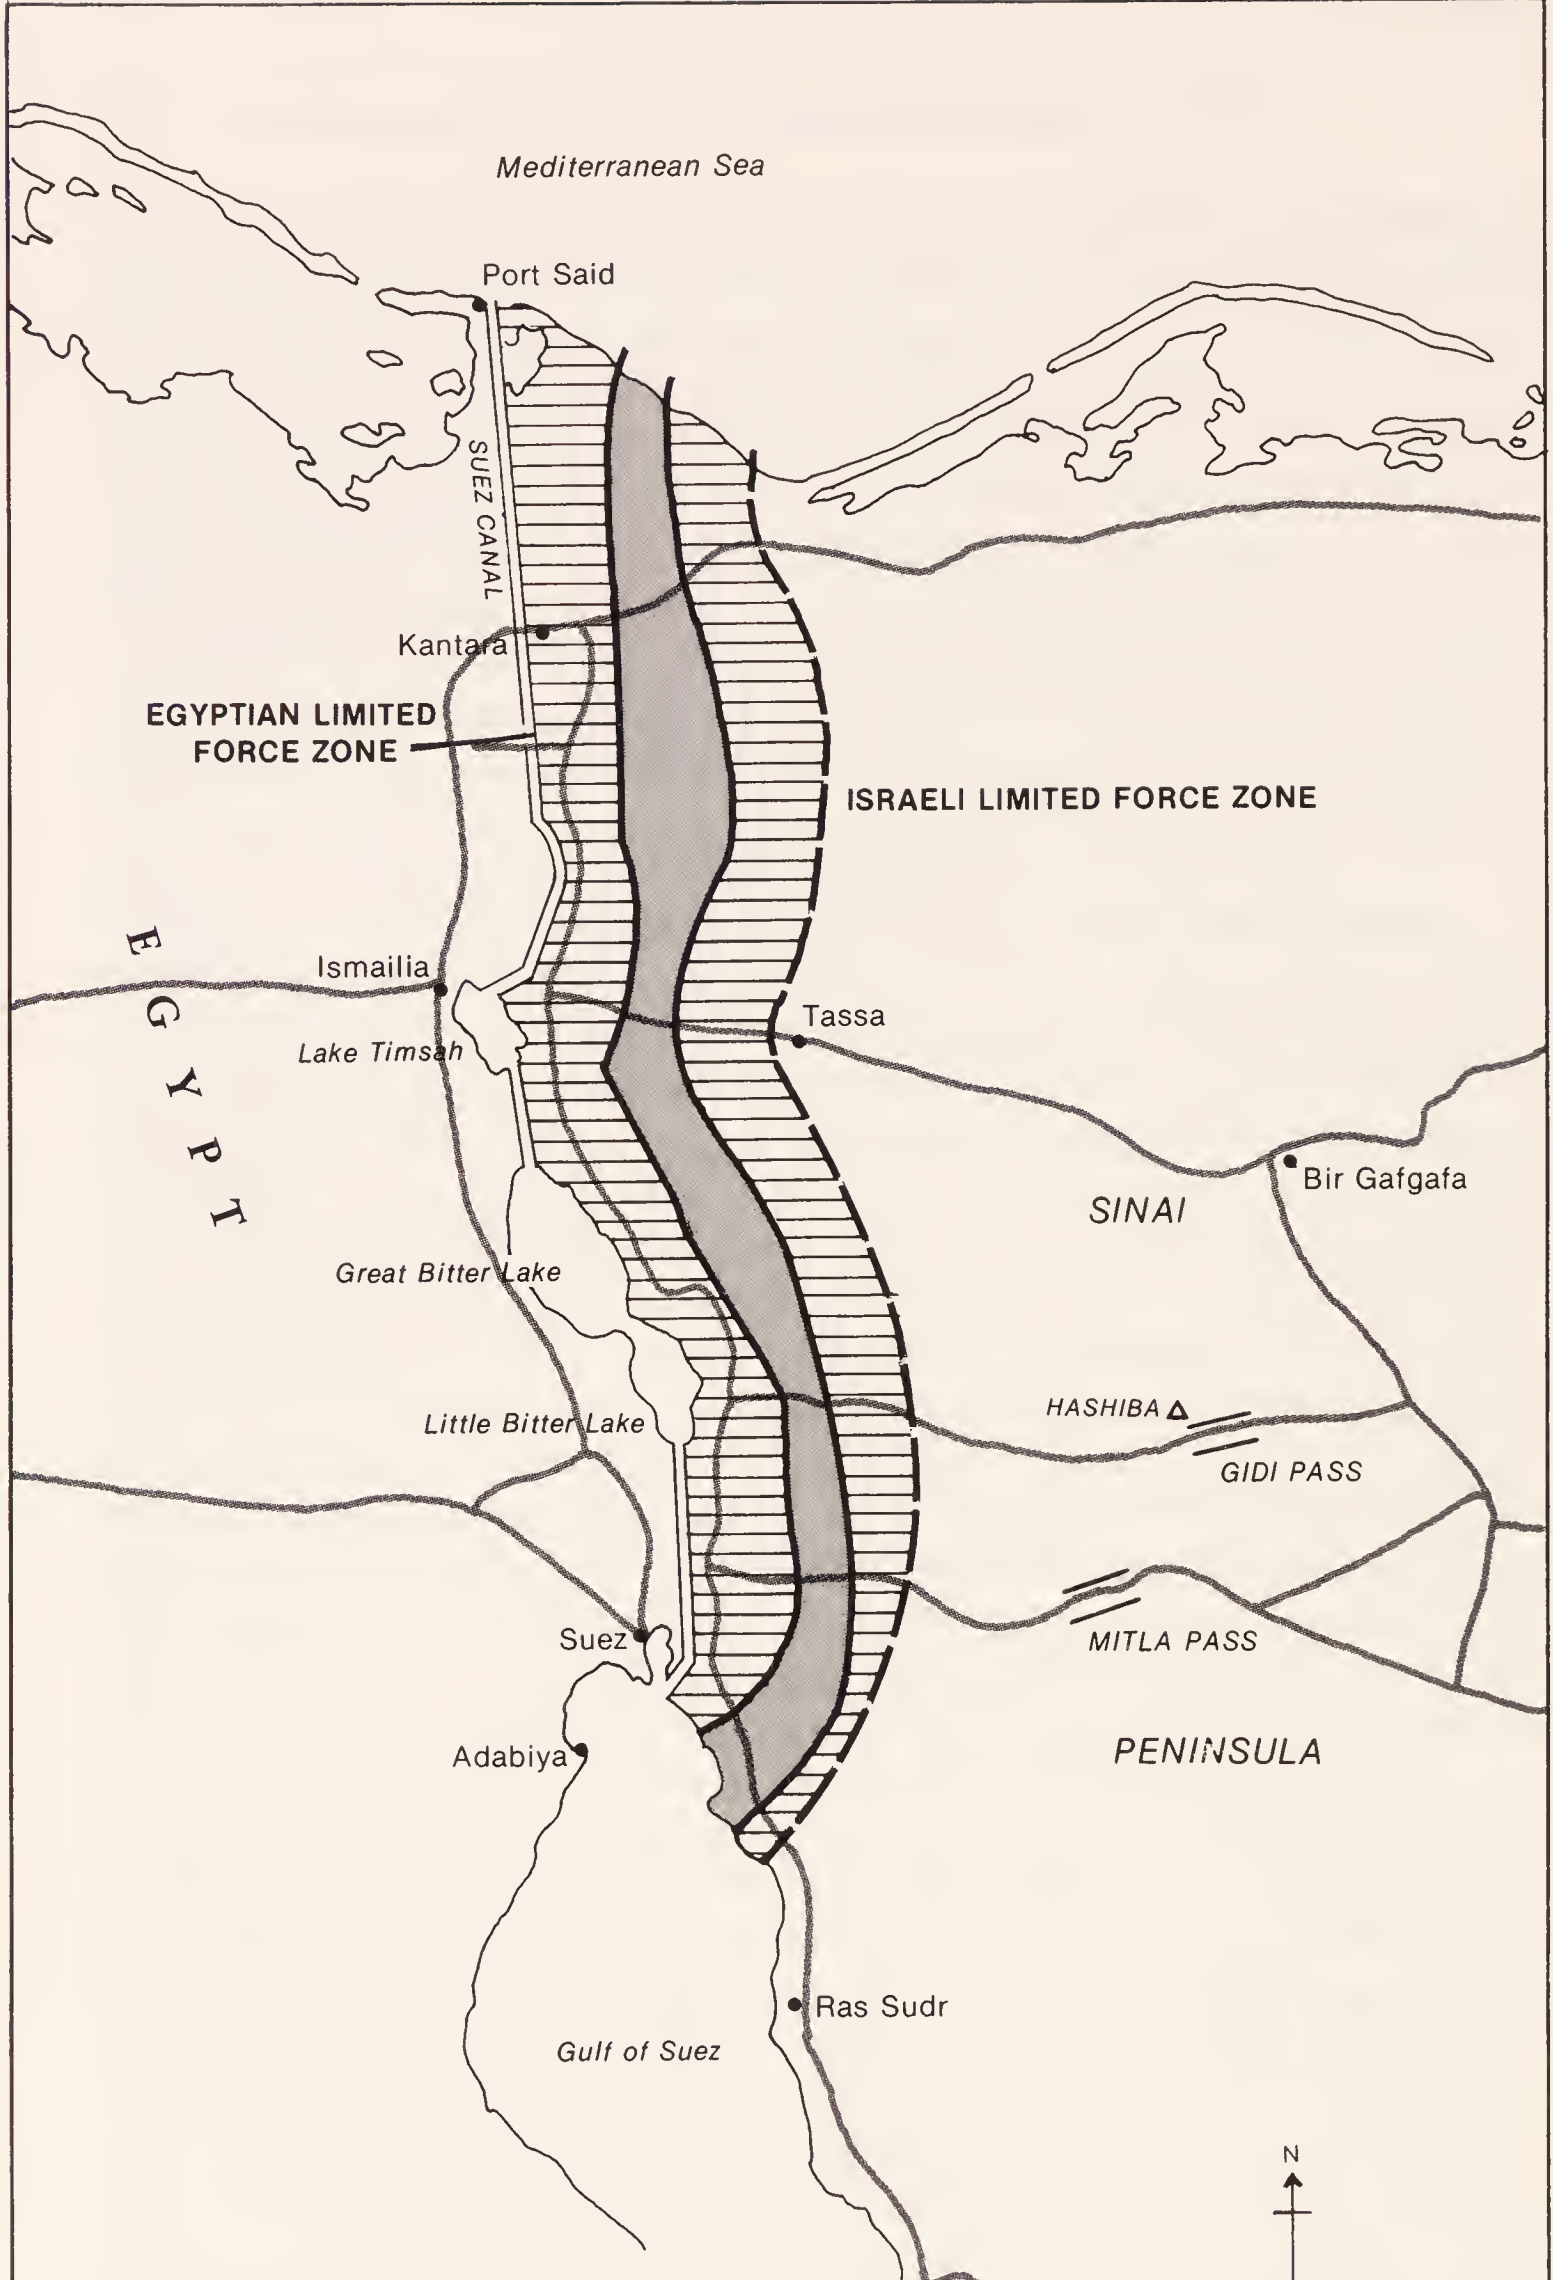 Mediterranean Sea
Port Said
SUEZ CANAL
Kantara
EGYPTIAN LIMITED
FORCE ZONE
ISRAELI LIMITED FORCE ZONE
EGYPT
Ismailia
Tassa
Lake Timsah
Bir Gafgafa
SINAI
Great Bitter Lake
HASHIBA
Little Bitter Lake
GIDI PASS
Suez
MITLA PASS
Adabiya
PENINSULA
Ras Sudr
Gulf of Suez
N